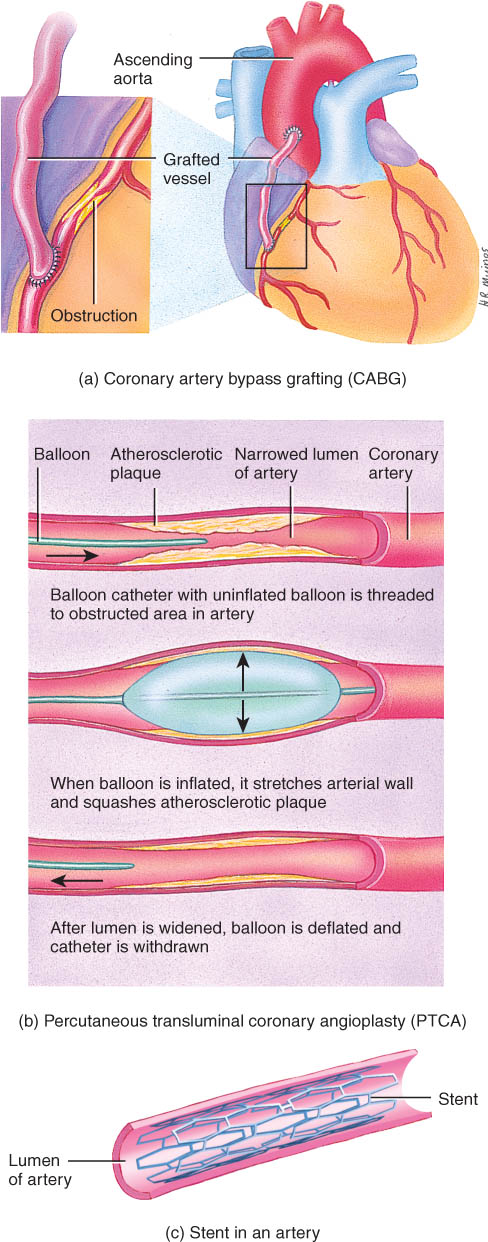 Ascending
aorta
Grafted
vessel
Obstruction
(a) Coronary artery bypass grafting (CABG)
Balloon
Atherosclerotic
plaque
Narrowed lumen
of artery
Coronary
artery
Balloon catheter with uninflated balloon is threaded
to obstructed area in artery
When balloon is inflated, it stretches arterial wall
and squashes atherosclerotic plaque
After lumen is widened, balloon is deflated and
catheter is withdrawn
(b) Percutaneous transluminal coronary angioplasty (PTCA)
Stent
Lumen
of artery
(c) Stent in an artery